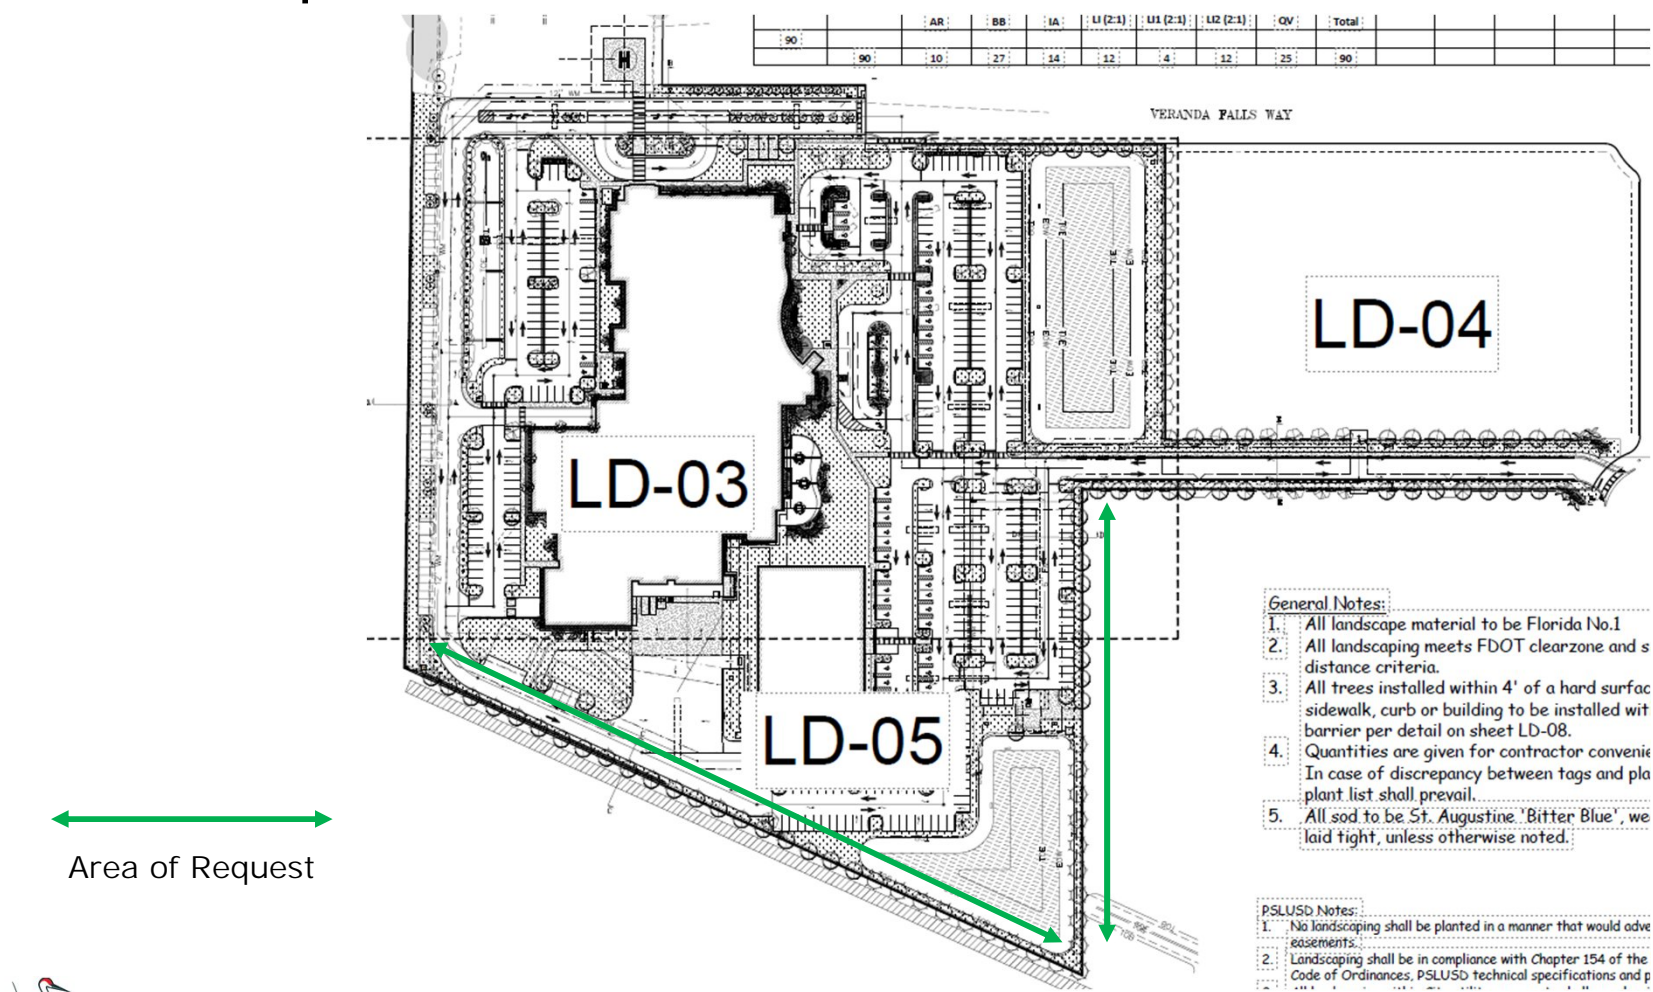 AR BB IA LI (2:1) LI1 (2:1) LI2 (2:1) QV Total
90
90 10 27 14 12 4 12 25 90
H
VERANDA FALLS WAY
12" WM
LD-04
LD-03
LD-05
Area of Request
General Notes:
1. All landscape material to be Florida No.1
2. All landscaping meets FDOT clearzone and s
distance criteria.
3. All trees installed within 4' of a hard surfac
sidewalk, curb or building to be installed wit
barrier per detail on sheet LD-08.
4. Quantities are given for contractor convenie
In case of discrepancy between tags and pla
plant list shall prevail.
5. All sod to be St. Augustine 'Bitter Blue', we
laid tight, unless otherwise noted.
PSLUSD Notes:
1. No landscaping shall be planted in a manner that would adve
easements.
2. Landscaping shall be in compliance with Chapter 154 of the
Code of Ordinances, PSLUSD technical specifications and p